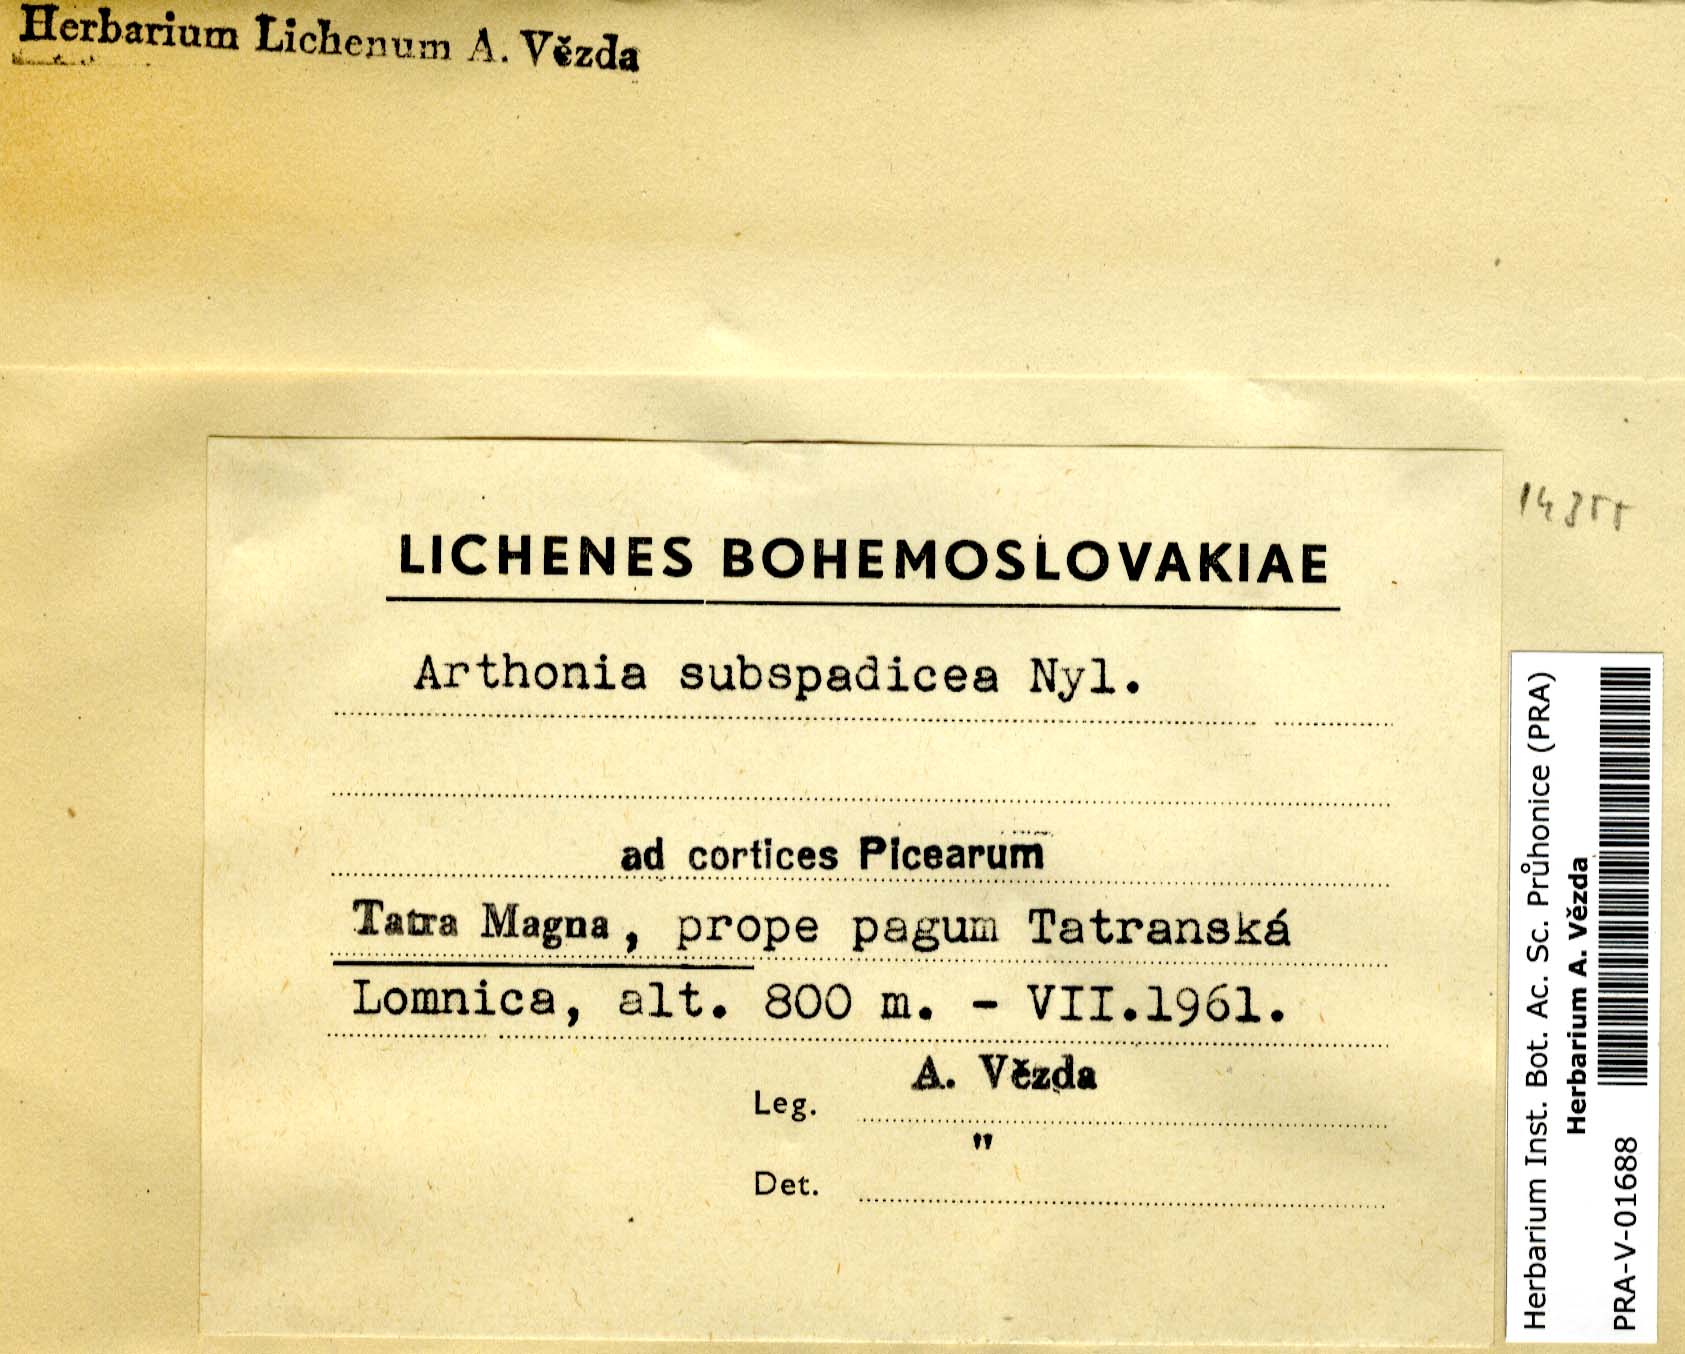 Herbarium Lichenum A. Vězda
LICHENES BOHEMOSLOVAKIAE
14355
Arthonia subspadicea Nyl.
ad cortices Picearum
Tatra Magna, prope pagum Tatranská
Lomnica, alt. 800 m. - VII.1961.
A. Vězda
Leg.
"
Det.
Herbarium Inst. Bot. Ac. Sc. Průhonice (PRA)
Herbarium A. Vězda
PRA-V-01688